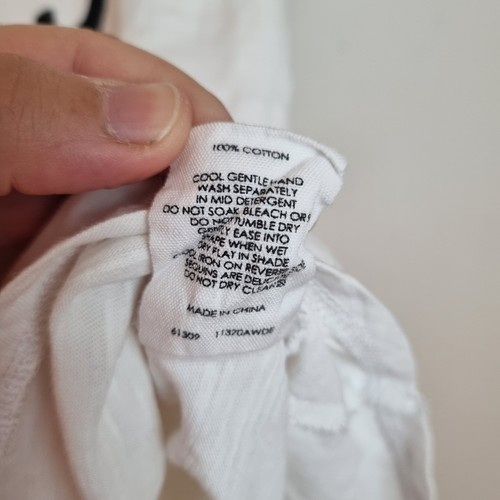 100% COTTON
COOL GENTLE HAND
WASH SEPARATELY
IN MID DETERGENT
DO NOT SOAK BLEACH OR
DO NOT TUMBLE DRY
GENTLY EASE INTO
SHAPE WHEN WET
DRY FLAT IN SHADE
IRON ON REVERSE
SEQUINS ARE DELICATE
DO NOT DRY CLEAN
MADE IN CHINA
61309